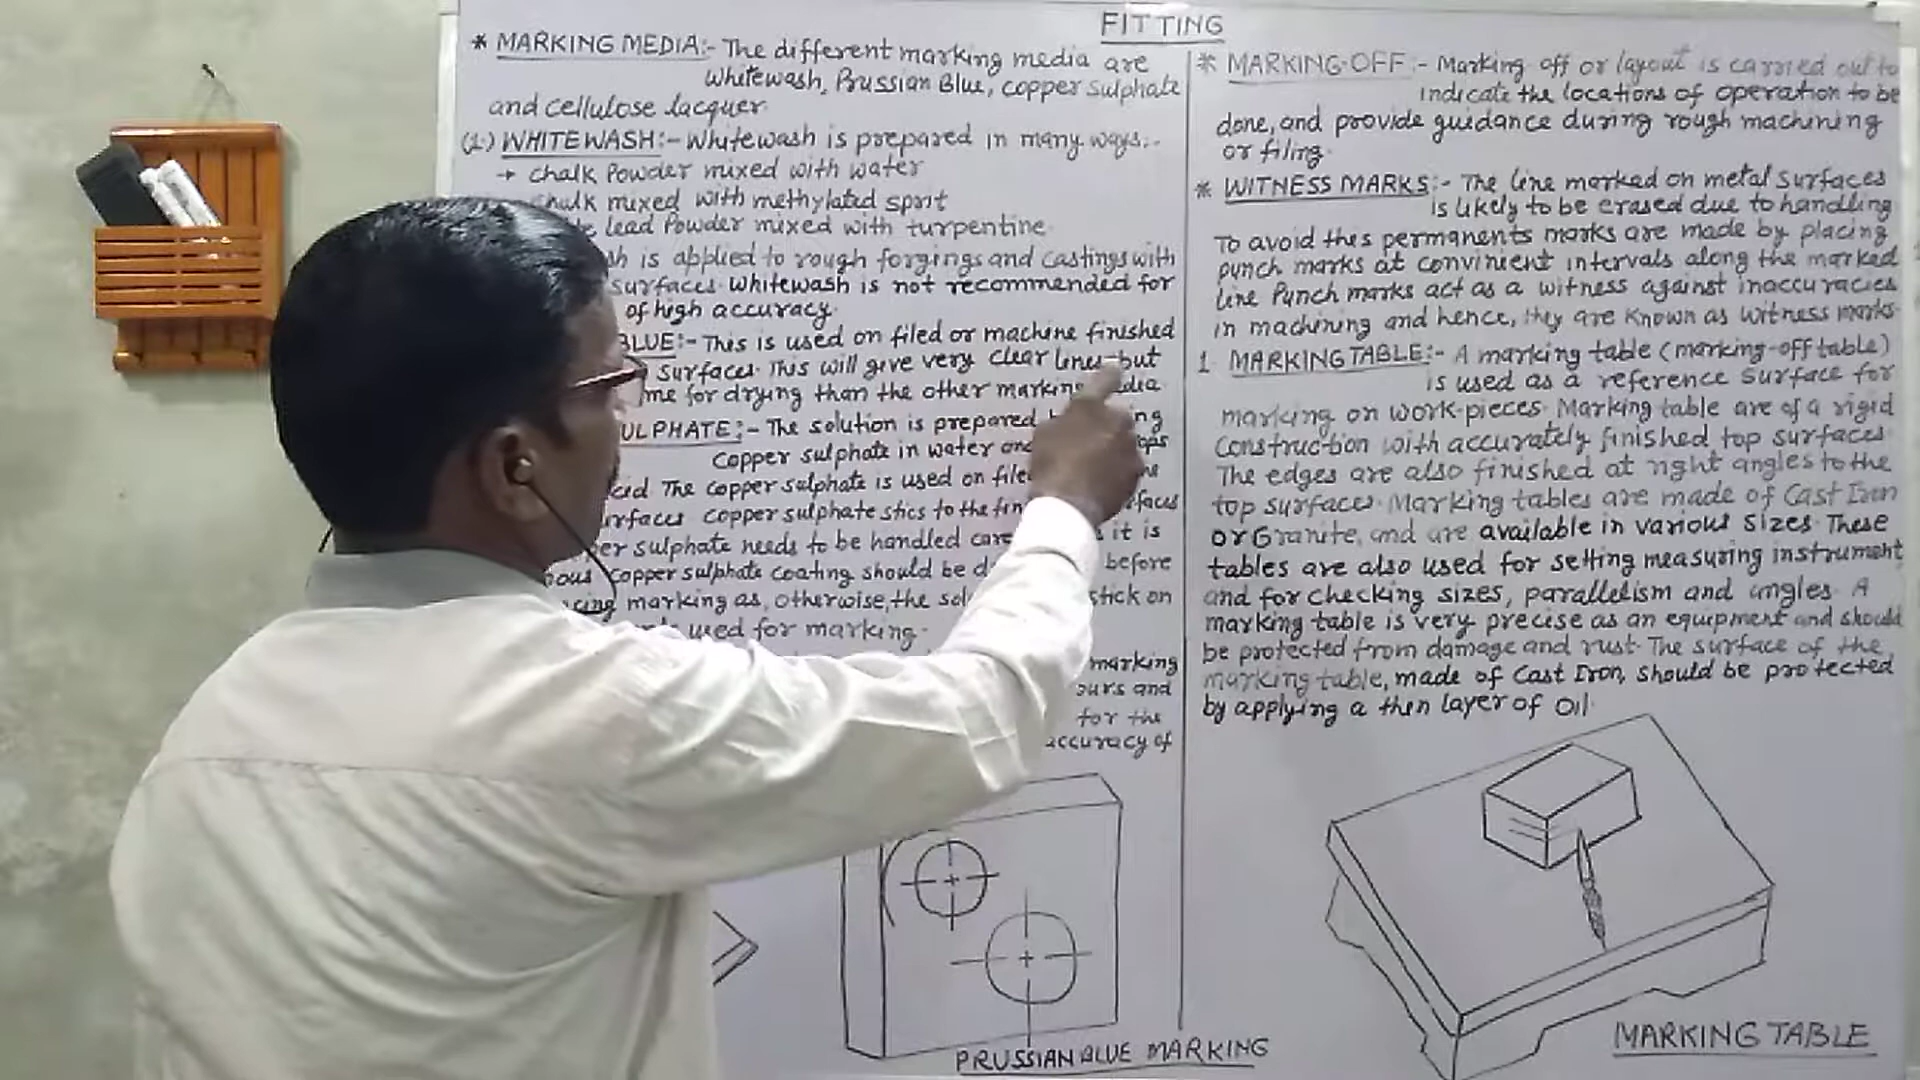 FITTING
* MARKING MEDIA:- The different marking media are
Whitewash, Prussian Blue, copper sulphate
and cellulose lacquer.
(1.) WHITEWASH:- Whitewash is prepared in many ways:-
→ Chalk Powder mixed with water
chalk mixed with methylated sprit
lead Powder mixed with turpentine
is applied to rough forgings and castings with
surfaces. Whitewash is not recommended for
of high accuracy.
BLUE:- This is used on filed or machine finished
surfaces. This will give very clear lines but
for drying than the other marking
ULPHATE:- The solution is prepared
Copper sulphate in water
The copper sulphate is used on
copper sulphate stics to the
sulphate needs to be handled it is
Copper sulphate coating should be before
marking as, otherwise, the stick on
used for marking.
marking
and
for the
accuracy of
PRUSSIAN BLUE MARKING
* MARKING-OFF:- Marking off or layout is carried out to
indicate the locations of operation to be
done, and provide guidance during rough machining
or filing.
* WITNESS MARKS:- The line marked on metal surfaces
is likely to be erased due to handling
To avoid this permanents marks are made by placing
punch marks at convinient intervals along the marked
line Punch marks act as a witness against inaccuracies
in machining and hence, they are known as witness marks.
1. MARKING TABLE:- A marking table (marking-off table)
is used as a reference surface for
marking on work-pieces. Marking table are of a rigid
Construction with accurately finished top surfaces.
The edges are also finished at right angles to the
top surfaces. Marking tables are made of Cast Iron
or Granite, and are available in various sizes. These
tables are also used for setting measuring instrument
and for checking sizes, parallelism and angles. A
marking table is very precise as an equipment and should
be protected from damage and rust. The surface of the
marking table, made of Cast Iron, should be protected
by applying a thin layer of oil.
MARKING TABLE